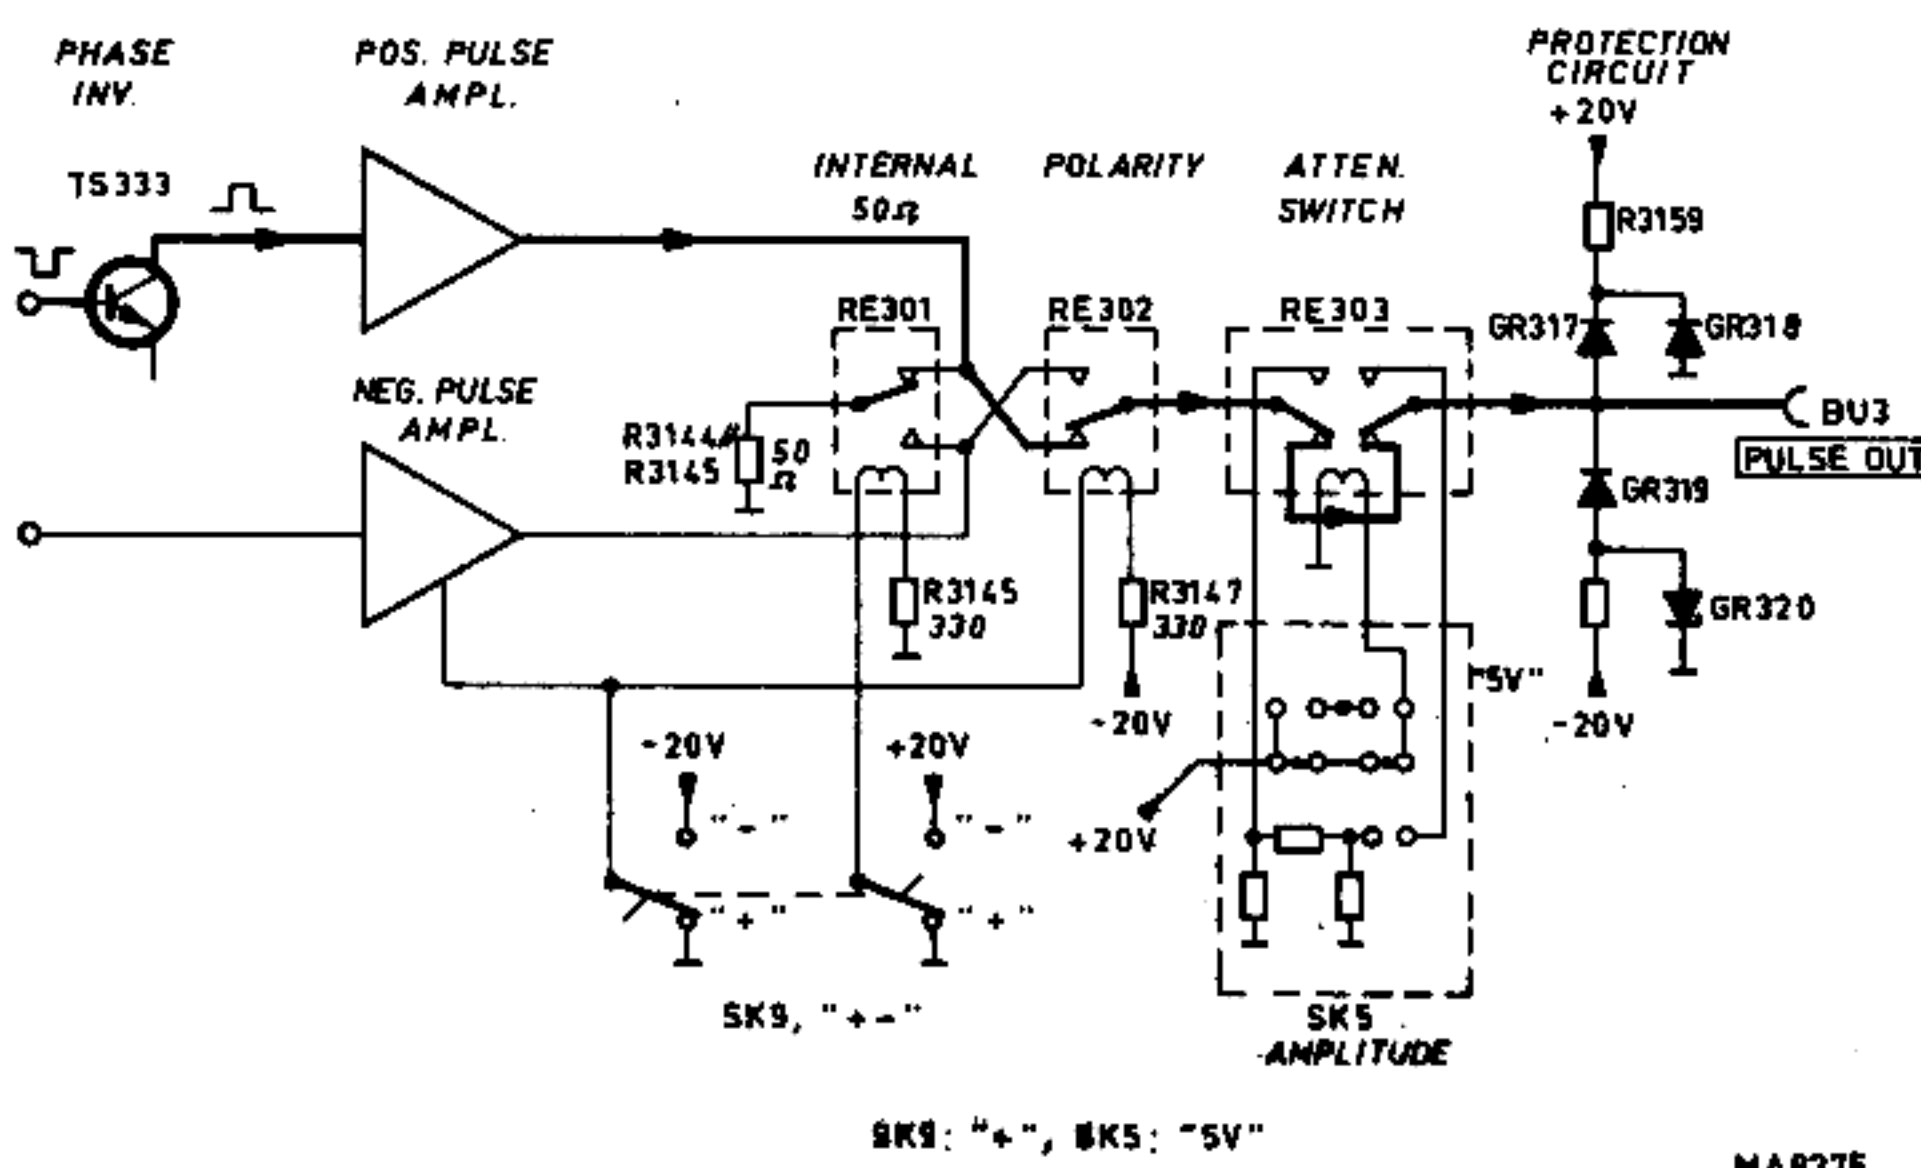 PHASE
INV.
POS. PULSE
AMPL.
PROTECTION
CIRCUIT
+20V
TS333
INTERNAL
50Ω
POLARITY
ATTEN.
SWITCH
R3159
RE301
RE302
RE303
GR317
GR318
NEG. PULSE
AMPL.
R3144//
R3145
50
Ω
BU3
PULSE OUT
GR319
R3145
330
R3147
330
GR320
"5V"
-20V
-20V
-20V
+20V
"-"
"-"
+20V
"+"
"+"
SK9, "+-"
SK5
AMPLITUDE
SK9: "+", SK5: "5V"